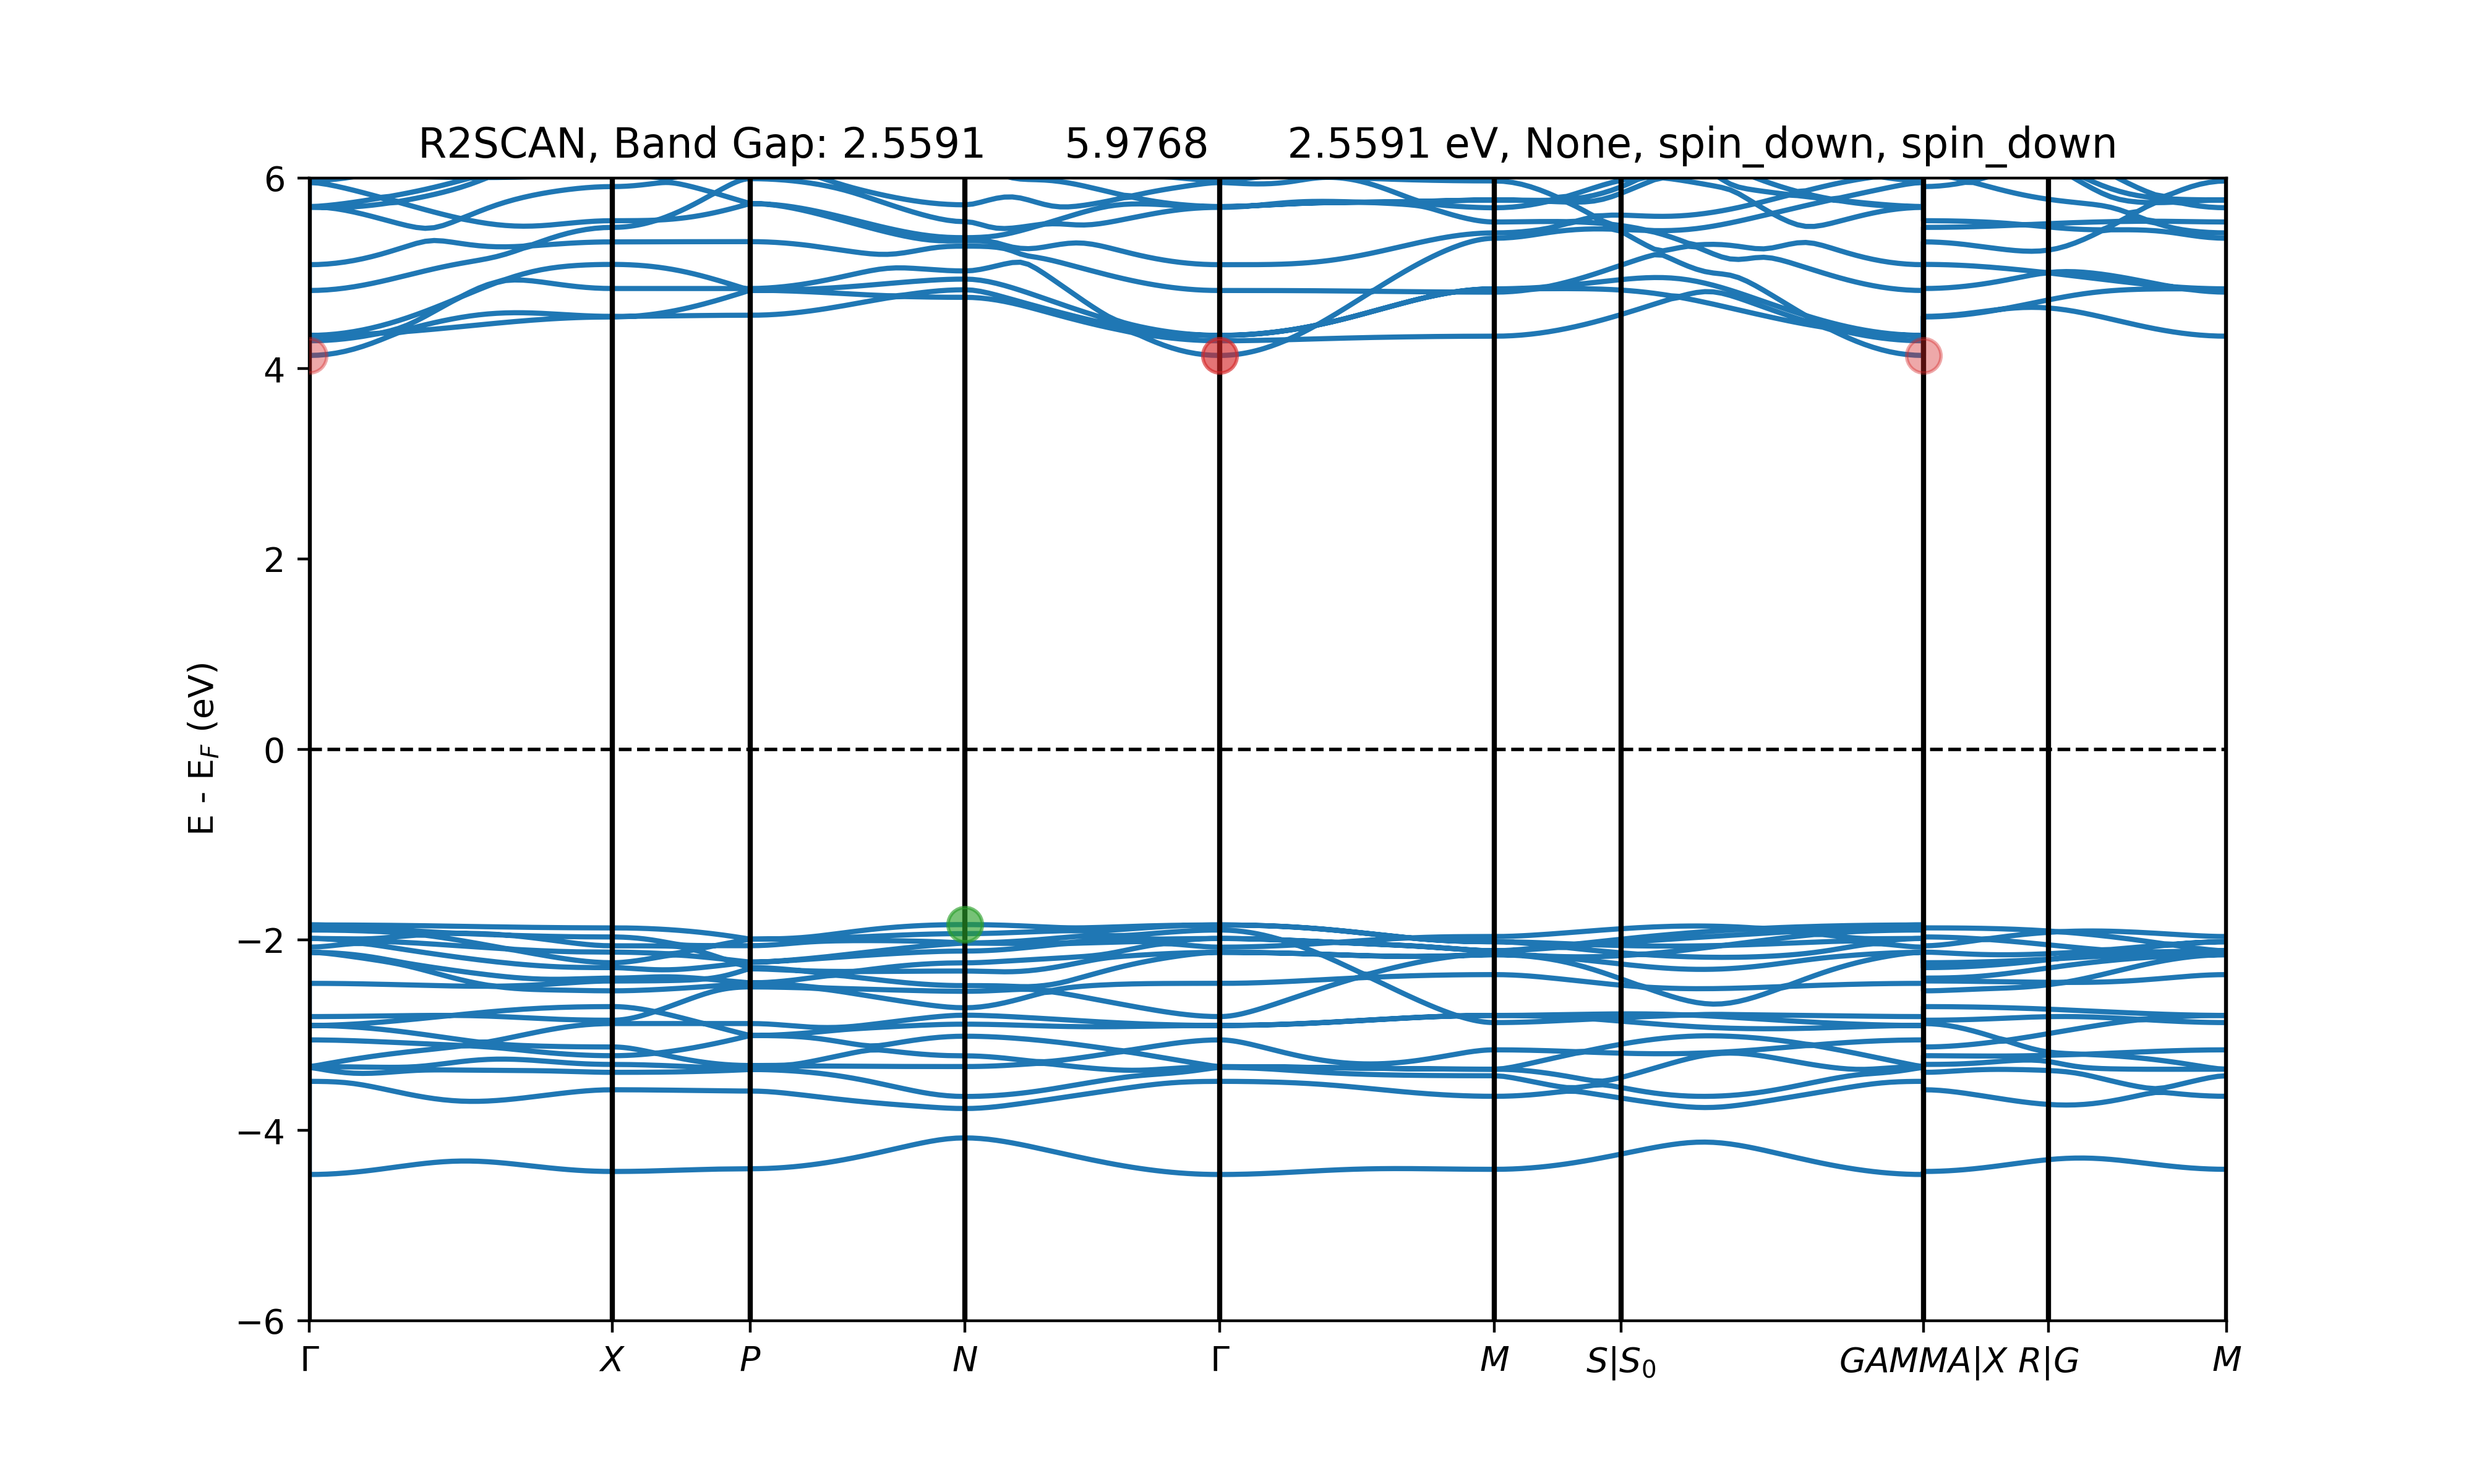 R2SCAN, Band Gap: 2.5591 5.9768 2.5591 eV, None, spin_down, spin_down
6
4
2
0
−2
−4
−6
E - E_F (eV)
Γ X P N Γ M S|S₀ GAMMA|X R|G M